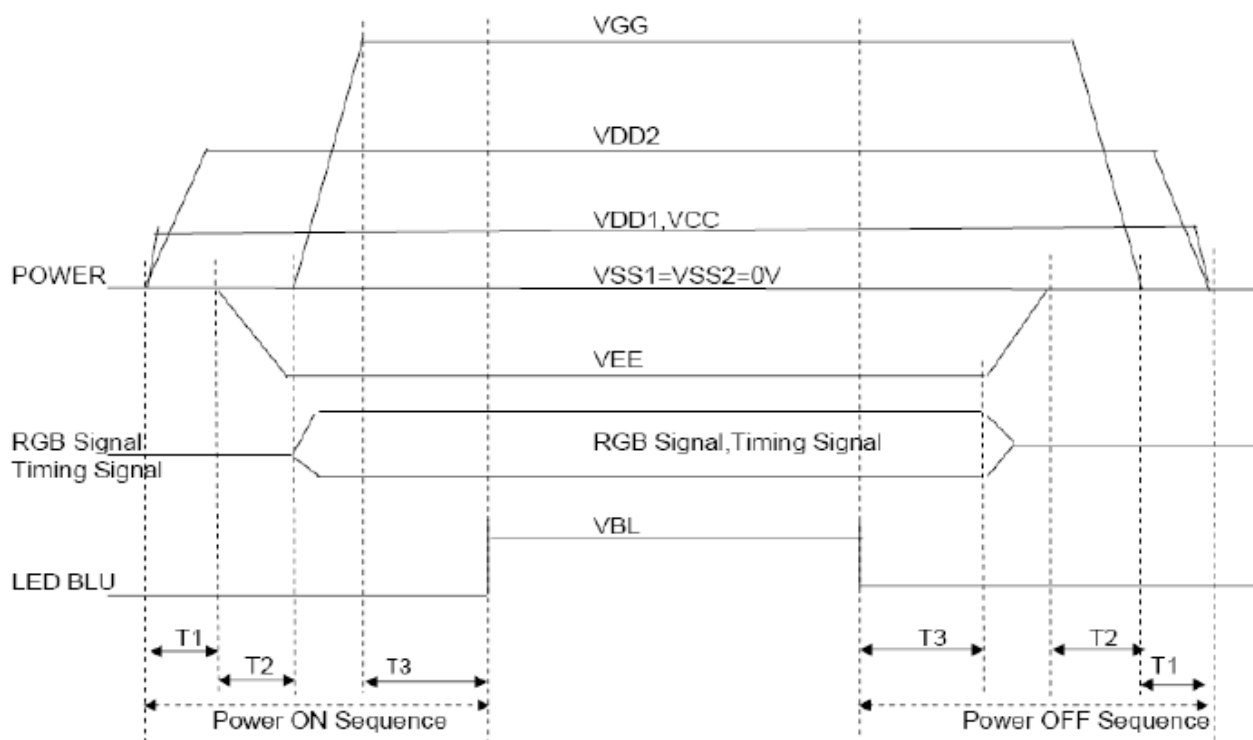 VGG
VDD2
VDD1,VCC
POWER
VSS1=VSS2=0V
VEE
RGB Signal
Timing Signal
RGB Signal,Timing Signal
VBL
LED BLU
T1
T2
T3
T3
T2
T1
Power ON Sequence
Power OFF Sequence